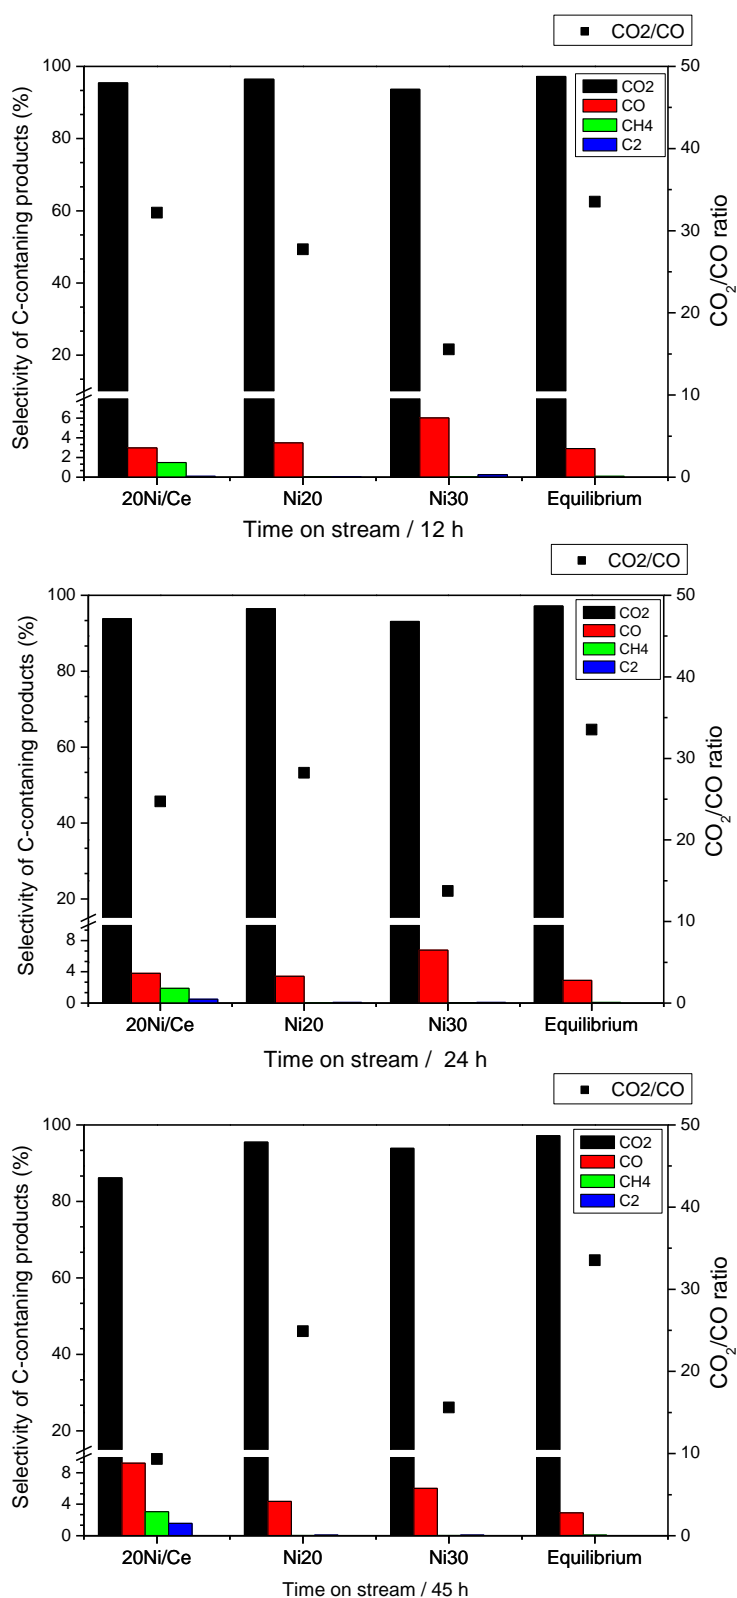 CO2/CO
100
80
60
40
20
6
4
2
0
50
40
30
20
10
0
CO2
CO
CH4
C2
Selectivity of C-contaning products (%)
CO2/CO ratio
20Ni/Ce Ni20 Ni30 Equilibrium
Time on stream / 12 h
CO2/CO
100
80
60
40
20
8
4
0
50
40
30
20
10
0
CO2
CO
CH4
C2
Selectivity of C-contaning products (%)
CO2/CO ratio
20Ni/Ce Ni20 Ni30 Equilibrium
Time on stream / 24 h
CO2/CO
100
80
60
40
20
8
4
0
50
40
30
20
10
0
CO2
CO
CH4
C2
Selectivity of C-contaning products (%)
CO2/CO ratio
20Ni/Ce Ni20 Ni30 Equilibrium
Time on stream / 45 h